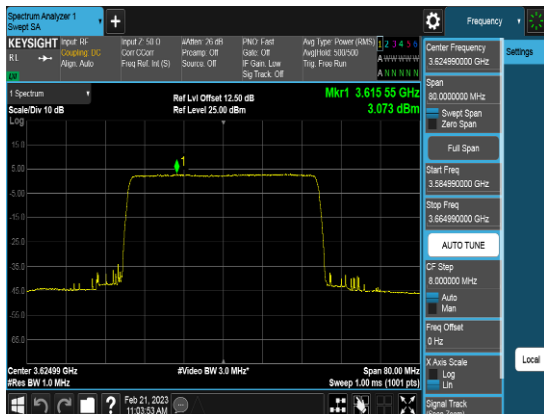 Spectrum Analyzer 1
Swept SA
Frequency
KEYSIGHT
Input: RF
Coupling: DC
Align: Auto
Input Z: 50 Ω
Corr CCorr
Freq Ref: Int (S)
#Atten: 26 dB
Preamp: Off
Source: Off
PNO: Fast
Gate: Off
IF Gain: Low
Sig Track: Off
Avg Type: Power (RMS)
Avg|Hold: 500/500
Trig: Free Run
1 2 3 4 5 6
A W W W W W
A N N N N N
RL
1 Spectrum
Scale/Div 10 dB
Ref Lvl Offset 12.50 dB
Ref Level 25.00 dBm
Mkr1 3.615 55 GHz
3.073 dBm
Log
15.0
5.00
-5.00
-15.0
-25.0
-35.0
-45.0
-55.0
-65.0
1
Center 3.62499 GHz
#Res BW 1.0 MHz
#Video BW 3.0 MHz*
Span 80.00 MHz
Sweep 1.00 ms (1001 pts)
Feb 21, 2023
11:03:53 AM
Center Frequency
3.624990000 GHz
Span
80.0000000 MHz
Swept Span
Zero Span
Full Span
Start Freq
3.584990000 GHz
Stop Freq
3.664990000 GHz
AUTO TUNE
CF Step
8.000000 MHz
Auto
Man
Freq Offset
0 Hz
X Axis Scale
Log
Lin
Signal Track
(Span Zoom)
Settings
Local